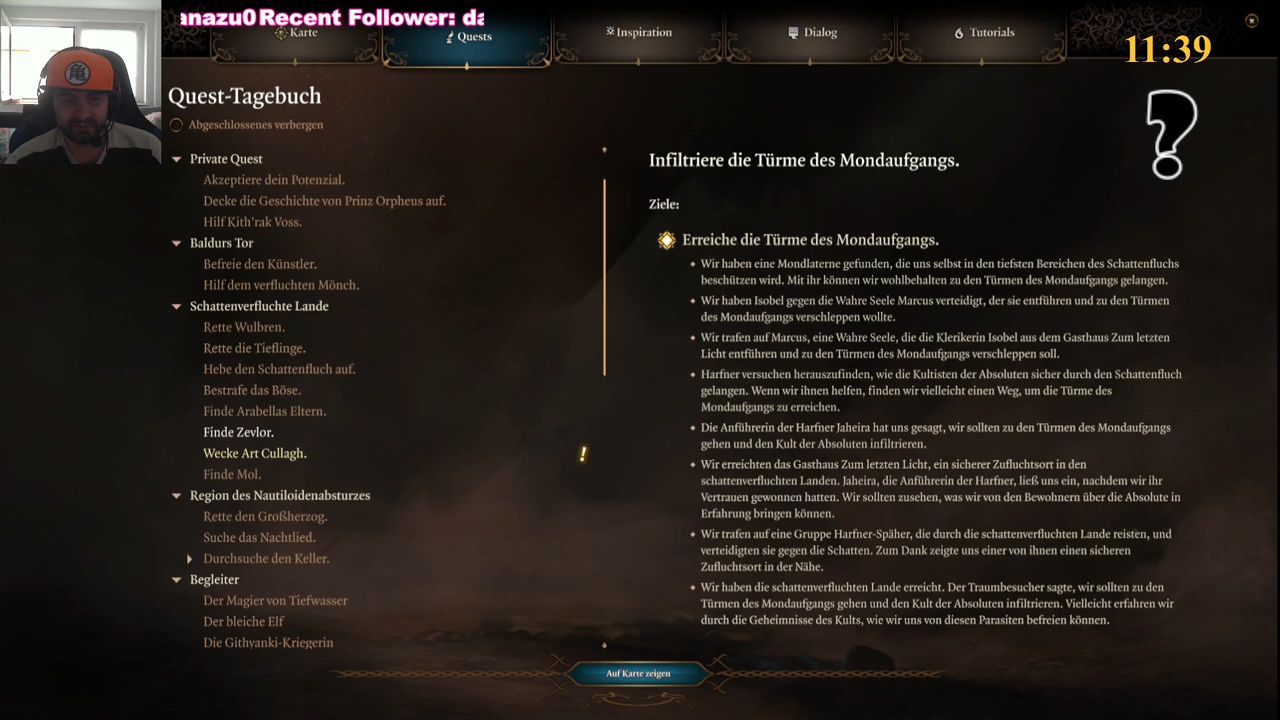 anazu0 Recent Follower: da
Karte
Quests
Inspiration
Dialog
Tutorials
11:39
Quest-Tagebuch
Abgeschlossenes verbergen
Private Quest
Akzeptiere dein Potenzial.
Decke die Geschichte von Prinz Orpheus auf.
Hilf Kith'rak Voss.
Baldurs Tor
Befreie den Künstler.
Hilf dem verfluchten Mönch.
Schattenverfluchte Lande
Rette Wulbren.
Rette die Tieflinge.
Hebe den Schattenfluch auf.
Bestrafe das Böse.
Finde Arabellas Eltern.
Finde Zevlor.
Wecke Art Cullagh.
Finde Mol.
Region des Nautiloidenabsturzes
Rette den Großherzog.
Suche das Nachtlied.
Durchsuche den Keller.
Begleiter
Der Magier von Tiefwasser
Der bleiche Elf
Die Githyanki-Kriegerin
!
?
Infiltriere die Türme des Mondaufgangs.
Ziele:
Erreiche die Türme des Mondaufgangs.
Wir haben eine Mondlaterne gefunden, die uns selbst in den tiefsten Bereichen des Schattenfluchs
beschützen wird. Mit ihr können wir wohlbehalten zu den Türmen des Mondaufgangs gelangen.
Wir haben Isobel gegen die Wahre Seele Marcus verteidigt, der sie entführen und zu den Türmen
des Mondaufgangs verschleppen wollte.
Wir trafen auf Marcus, eine Wahre Seele, die die Klerikerin Isobel aus dem Gasthaus Zum letzten
Licht entführen und zu den Türmen des Mondaufgangs verschleppen soll.
Harfner versuchen herauszufinden, wie die Kultisten der Absoluten sicher durch den Schattenfluch
gelangen. Wenn wir ihnen helfen, finden wir vielleicht einen Weg, um die Türme des
Mondaufgangs zu erreichen.
Die Anführerin der Harfner Jaheira hat uns gesagt, wir sollten zu den Türmen des Mondaufgangs
gehen und den Kult der Absoluten infiltrieren.
Wir erreichten das Gasthaus Zum letzten Licht, ein sicherer Zufluchtsort in den
schattenverfluchten Landen. Jaheira, die Anführerin der Harfner, ließ uns ein, nachdem wir ihr
Vertrauen gewonnen hatten. Wir sollten zusehen, was wir von den Bewohnern über die Absolute in
Erfahrung bringen können.
Wir trafen auf eine Gruppe Harfner-Späher, die durch die schattenverfluchten Lande reisten, und
verteidigten sie gegen die Schatten. Zum Dank zeigte uns einer von ihnen einen sicheren
Zufluchtsort in der Nähe.
Wir haben die schattenverfluchten Lande erreicht. Der Traumbesucher sagte, wir sollten zu den
Türmen des Mondaufgangs gehen und den Kult der Absoluten infiltrieren. Vielleicht erfahren wir
durch die Geheimnisse des Kults, wie wir uns von diesen Parasiten befreien können.
Auf Karte zeigen